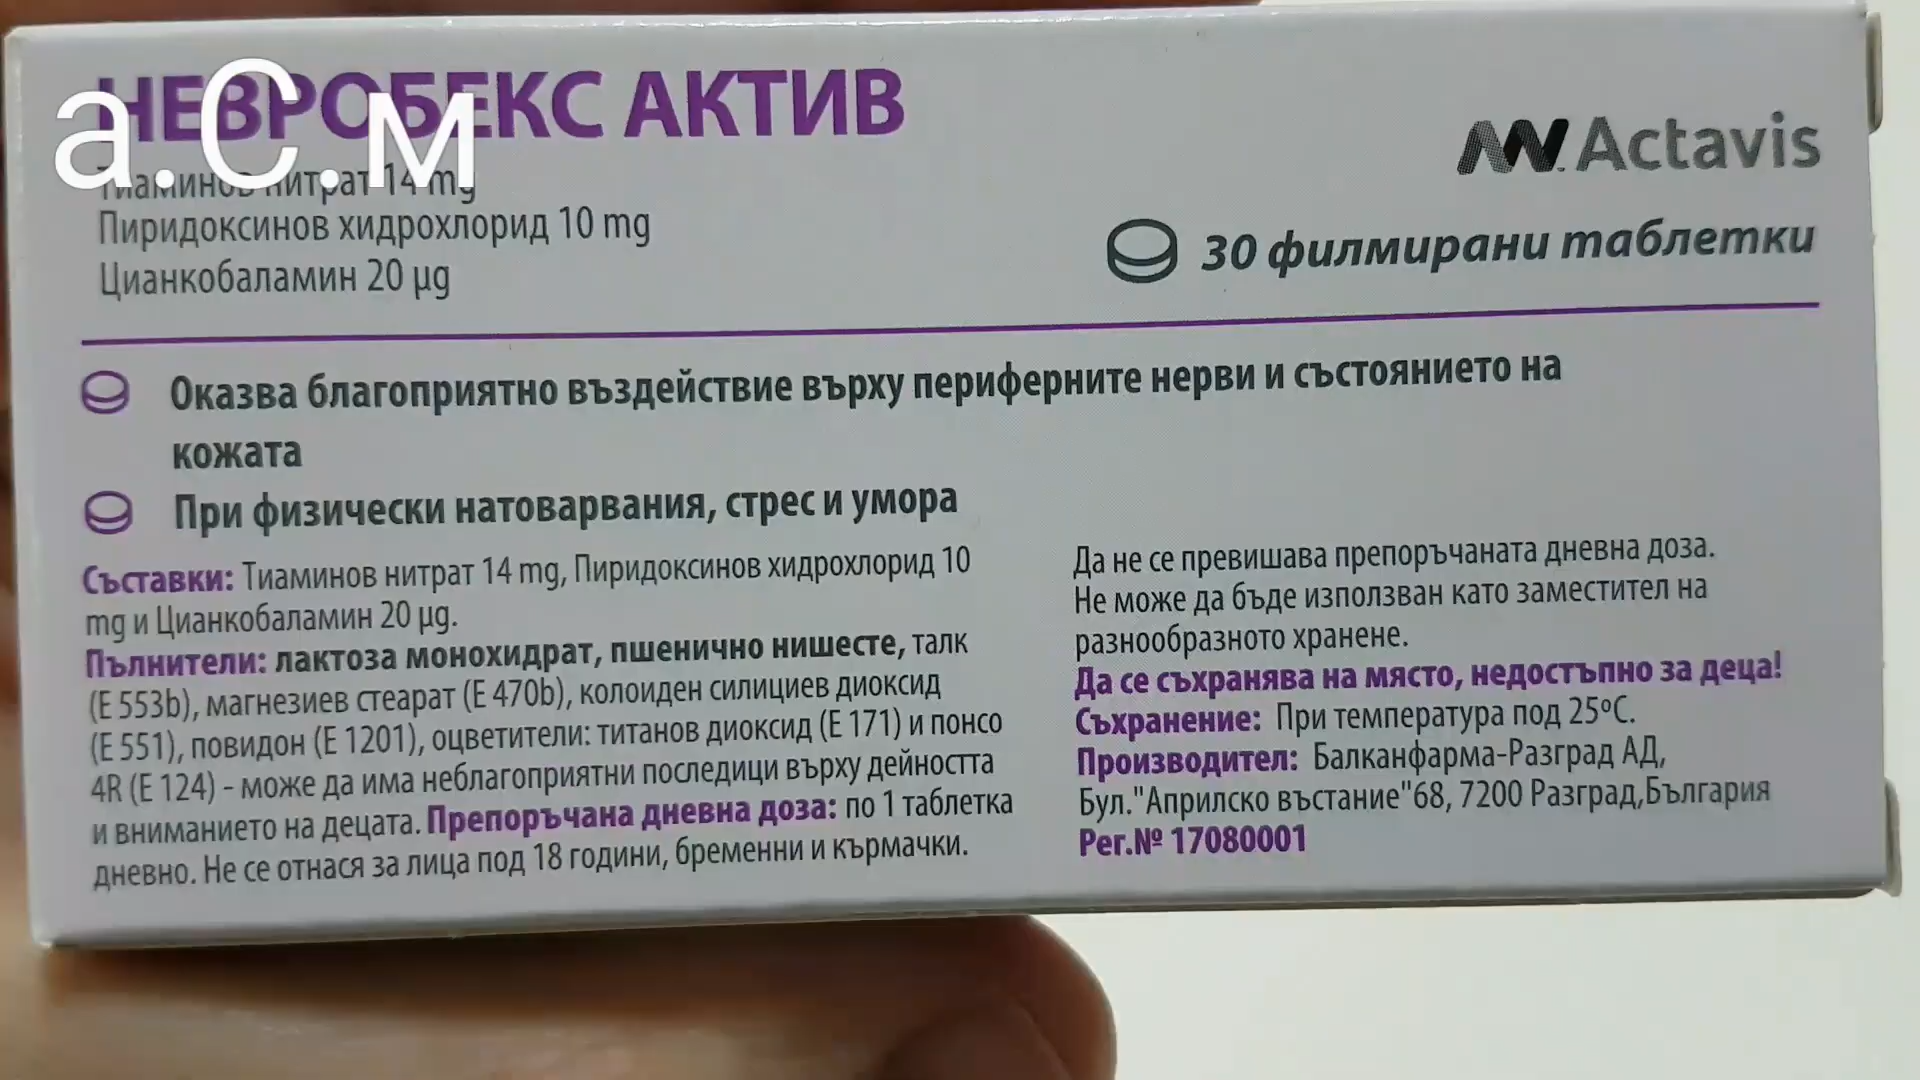 а.С.м
НЕВРОБЕКС АКТИВ
Тиаминов нитрат 14 mg
Пиридоксинов хидрохлорид 10 mg
Цианкобаламин 20 µg
Actavis
30 филмирани таблетки
Оказва благоприятно въздействие върху периферните нерви и състоянието на
кожата
При физически натоварвания, стрес и умора
Съставки: Тиаминов нитрат 14 mg, Пиридоксинов хидрохлорид 10
mg и Цианкобаламин 20 µg.
Пълнители: лактоза монохидрат, пшенично нишесте, талк
(E 553b), магнезиев стеарат (E 470b), колоиден силициев диоксид
(E 551), повидон (E 1201), оцветители: титанов диоксид (E 171) и понсо
4R (E 124) - може да има неблагоприятни последици върху дейността
и вниманието на децата. Препоръчана дневна доза: по 1 таблетка
дневно. Не се отнася за лица под 18 години, бременни и кърмачки.
Да не се превишава препоръчаната дневна доза.
Не може да бъде използван като заместител на
разнообразното хранене.
Да се съхранява на място, недостъпно за деца!
Съхранение: При температура под 25ºC.
Производител: Балканфарма-Разград АД,
Бул."Априлско въстание"68, 7200 Разград,България
Рег.№ 17080001